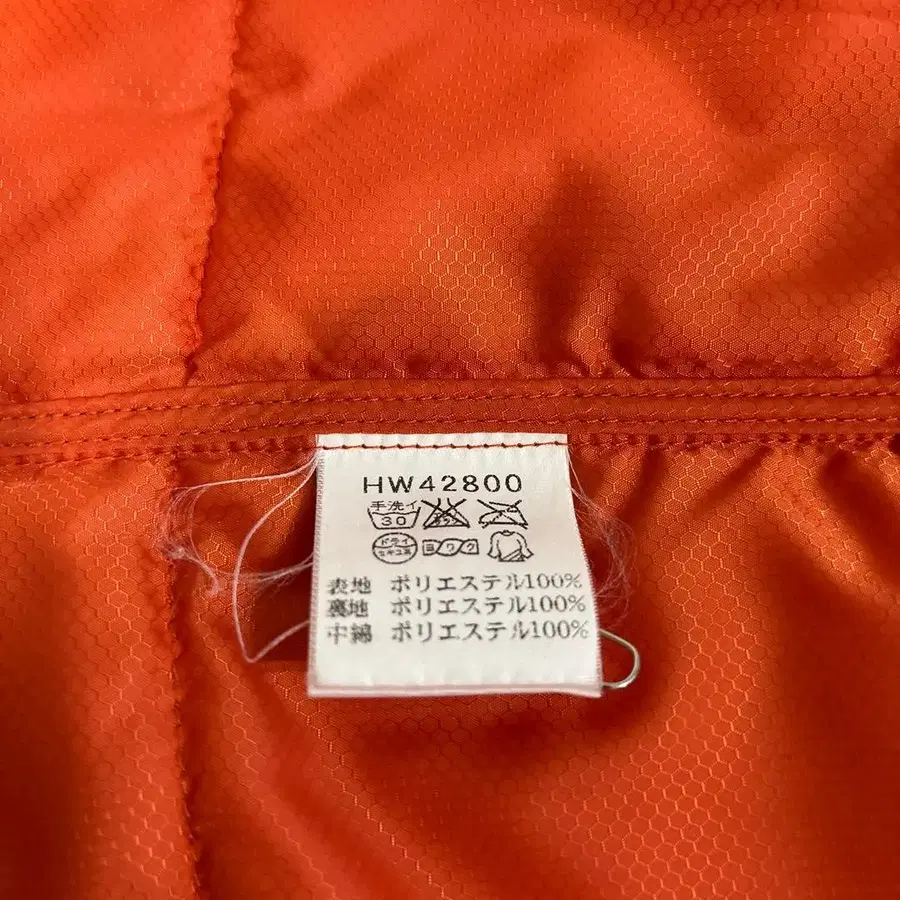 HW42800
手洗イ
30
ドライ
セキユ系
ヨワク
表地 ポリエステル100%
裏地 ポリエステル100%
中綿 ポリエステル100%